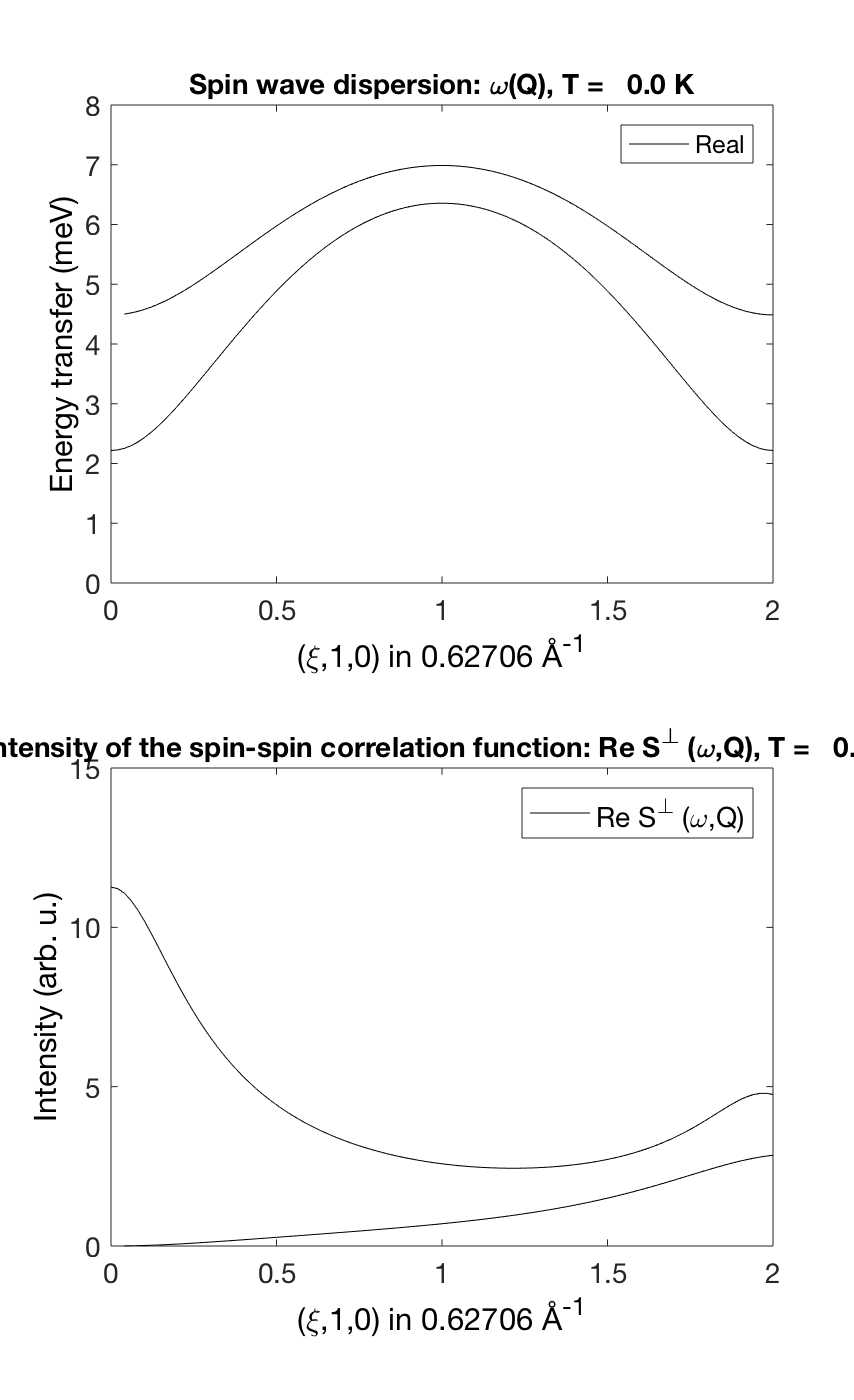 Spin wave dispersion: ω(Q), T =   0.0 K
8
7
6
5
4
3
2
1
0
Real
Energy transfer (meV)
0 0.5 1 1.5 2
(ξ,1,0) in 0.62706 Å⁻¹
ntensity of the spin-spin correlation function: Re S⊥ (ω,Q), T =   0.
15
10
5
0
Re S⊥ (ω,Q)
Intensity (arb. u.)
0 0.5 1 1.5 2
(ξ,1,0) in 0.62706 Å⁻¹